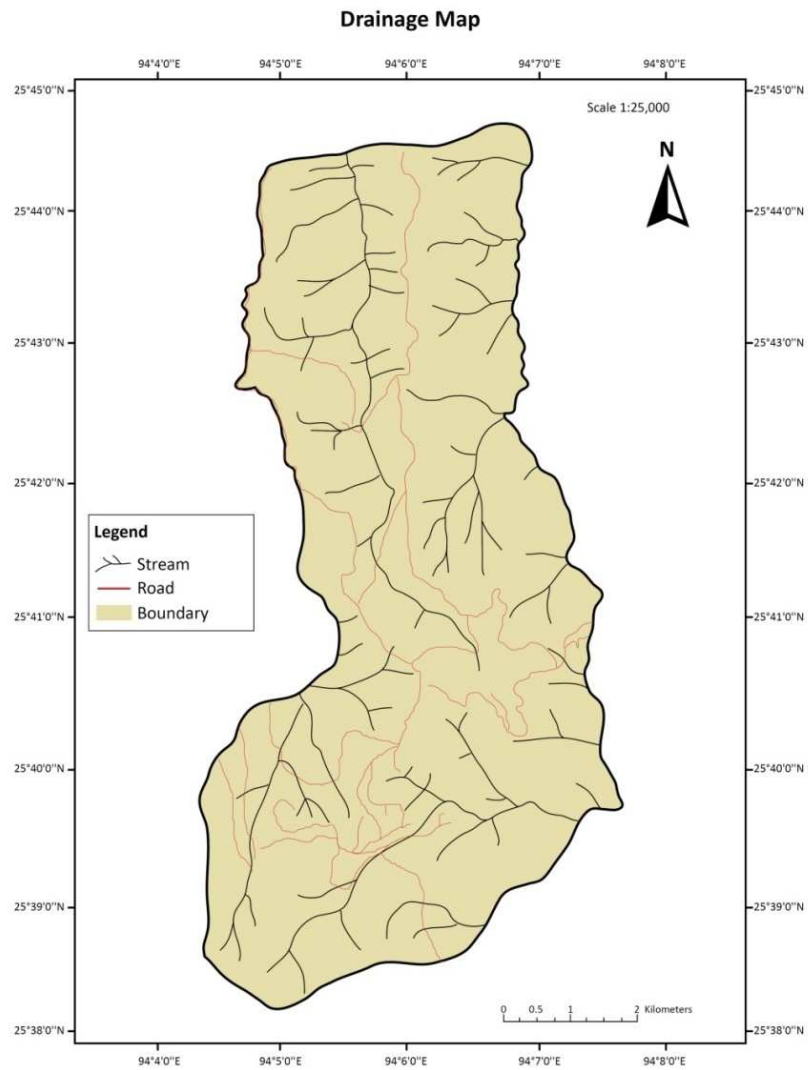 Drainage Map
94°4'0"E 94°5'0"E 94°6'0"E 94°7'0"E 94°8'0"E
25°45'0"N 25°45'0"N
Scale 1:25,000
N
25°44'0"N 25°44'0"N
25°43'0"N 25°43'0"N
25°42'0"N 25°42'0"N
Legend
Stream
Road
Boundary
25°41'0"N 25°41'0"N
25°40'0"N 25°40'0"N
25°39'0"N 25°39'0"N
0 0.5 1 2 Kilometers
25°38'0"N 25°38'0"N
94°4'0"E 94°5'0"E 94°6'0"E 94°7'0"E 94°8'0"E